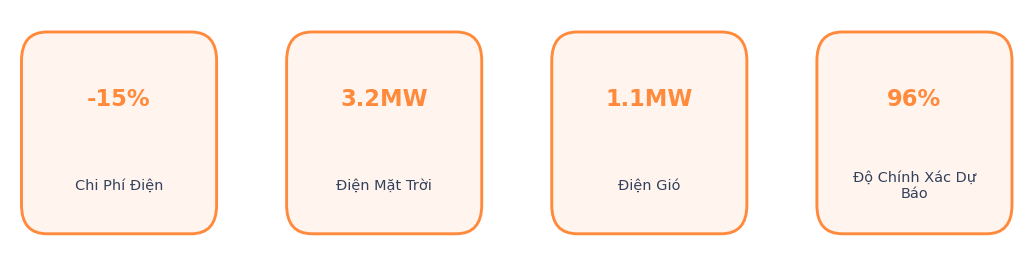 -15%
Chi Phí Điện
3.2MW
Điện Mặt Trời
1.1MW
Điện Gió
96%
Độ Chính Xác Dự
Báo